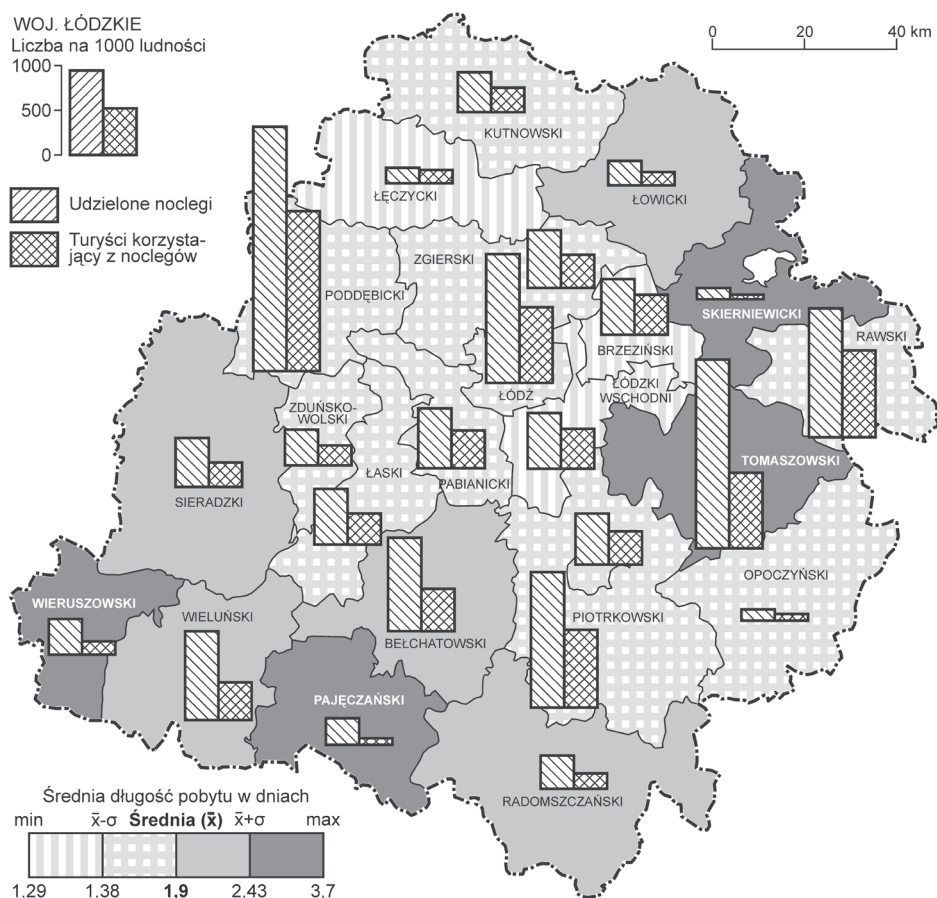 WOJ. ŁÓDZKIE
Liczba na 1000 ludności
1000
500
0
Udzielone noclegi
Turyści korzysta-
jący z noclegów
0 20 40 km
KUTNOWSKI
ŁĘCZYCKI
ŁOWICKI
ZGIERSKI
PODDĘBICKI
SKIERNIEWICKI
RAWSKI
BRZEZIŃSKI
ŁÓDŹ
ŁÓDZKI
WSCHODNI
ZDUŃSKO-
WOLSKI
ŁASKI
PABIANICKI
TOMASZOWSKI
SIERADZKI
OPOCZYŃSKI
WIERUSZOWSKI
WIELUŃSKI
BEŁCHATOWSKI
PIOTRKOWSKI
PAJĘCZAŃSKI
RADOMSZCZAŃSKI
Średnia długość pobytu w dniach
min x̄-σ Średnia (x̄) x̄+σ max
1,29 1,38 1,9 2,43 3,7